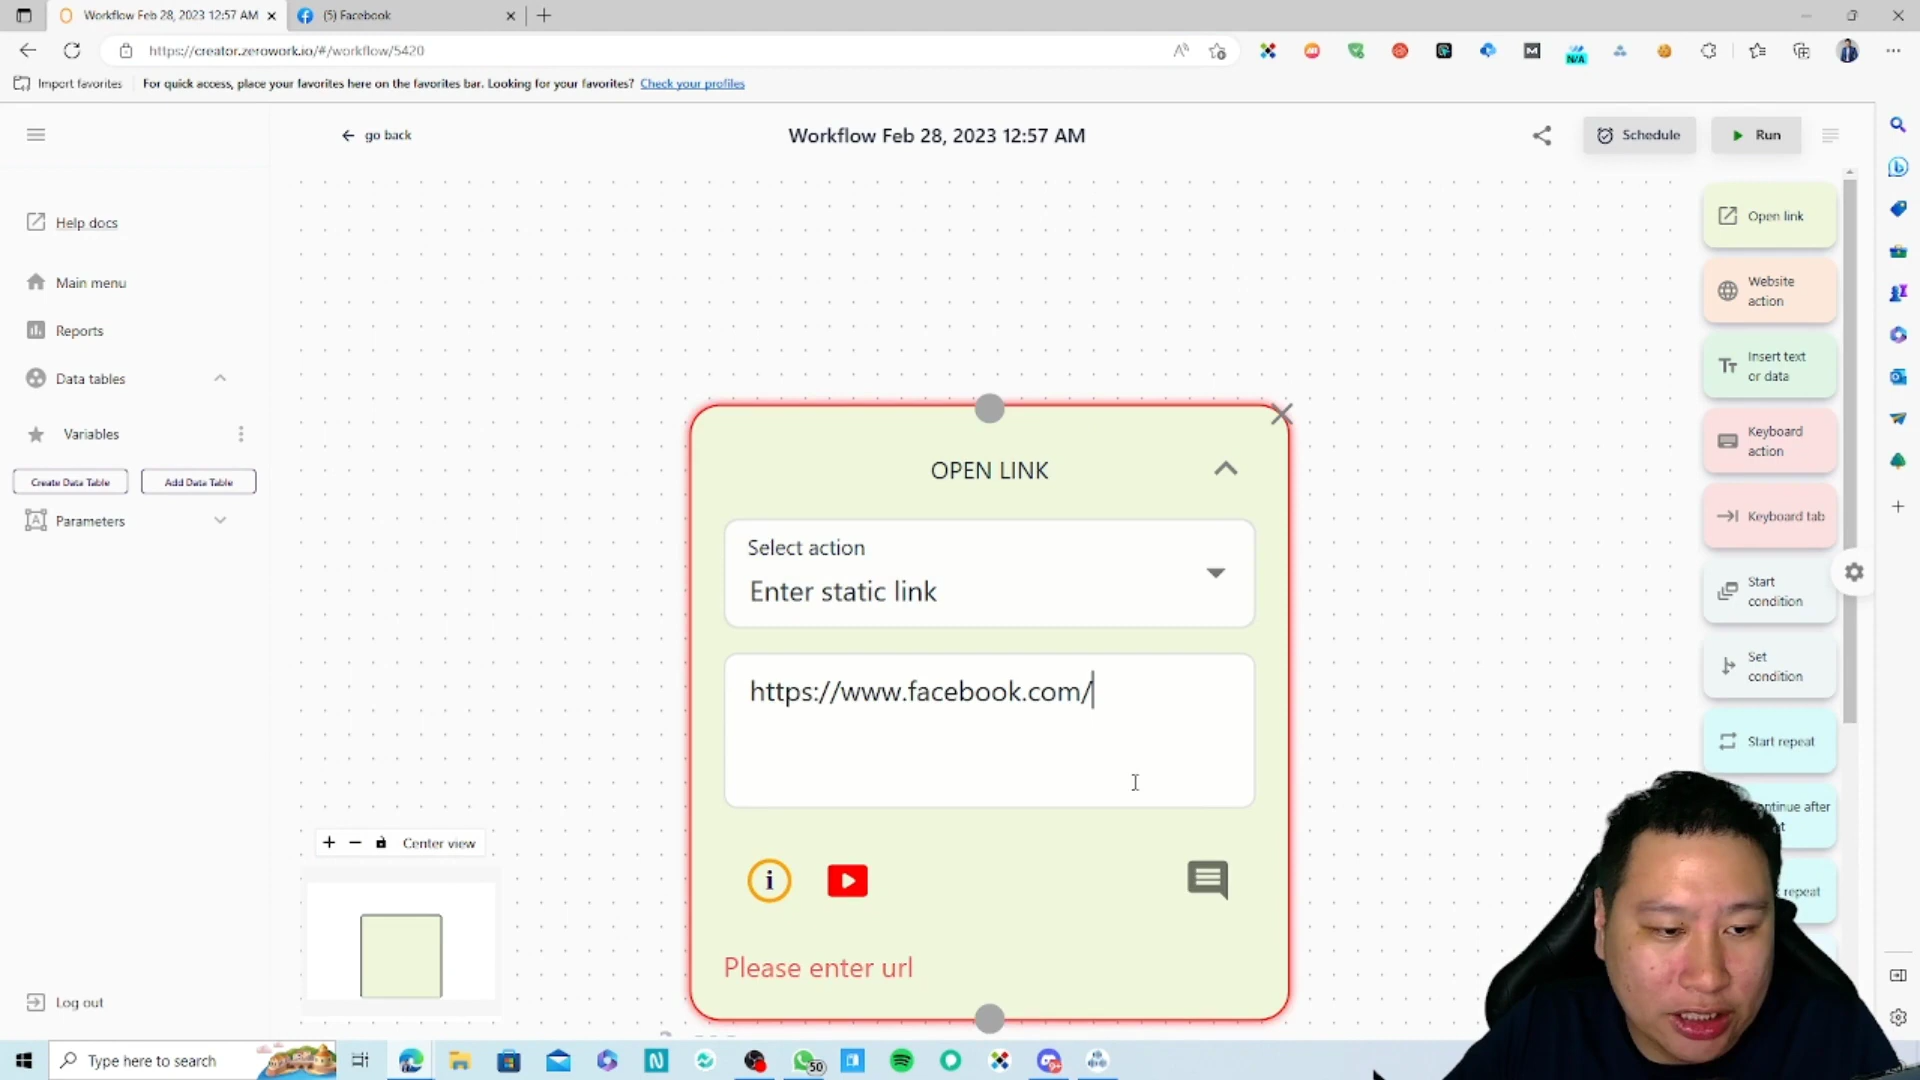 Workflow Feb 28, 2023 12:57 AM
(5) Facebook
https://creator.zerowork.io/#/workflow/5420
N/A
Import favorites
For quick access, place your favorites here on the favorites bar. Looking for your favorites? Check your profiles
go back
Workflow Feb 28, 2023 12:57 AM
Schedule
Run
Help docs
Main menu
Reports
Data tables
Variables
Create Data Table
Add Data Table
Parameters
Log out
OPEN LINK
Select action
Enter static link
https://www.facebook.com/
Please enter url
Center view
Open link
Website
action
Insert text
or data
Keyboard
action
Keyboard tab
Start
condition
Set
condition
Start repeat
after
repeat
Type here to search
50